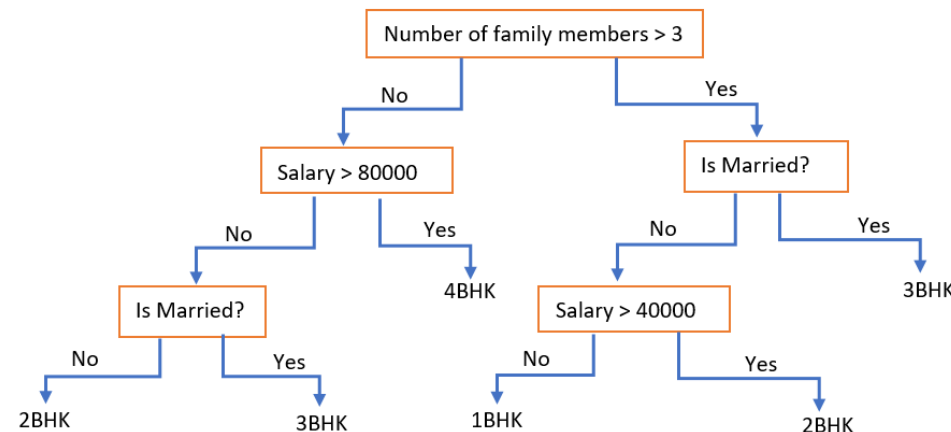 Number of family members > 3
No
Yes
Salary > 80000
Is Married?
No
Yes
No
Yes
Is Married?
4BHK
Salary > 40000
3BHK
No
Yes
No
Yes
2BHK
3BHK
1BHK
2BHK